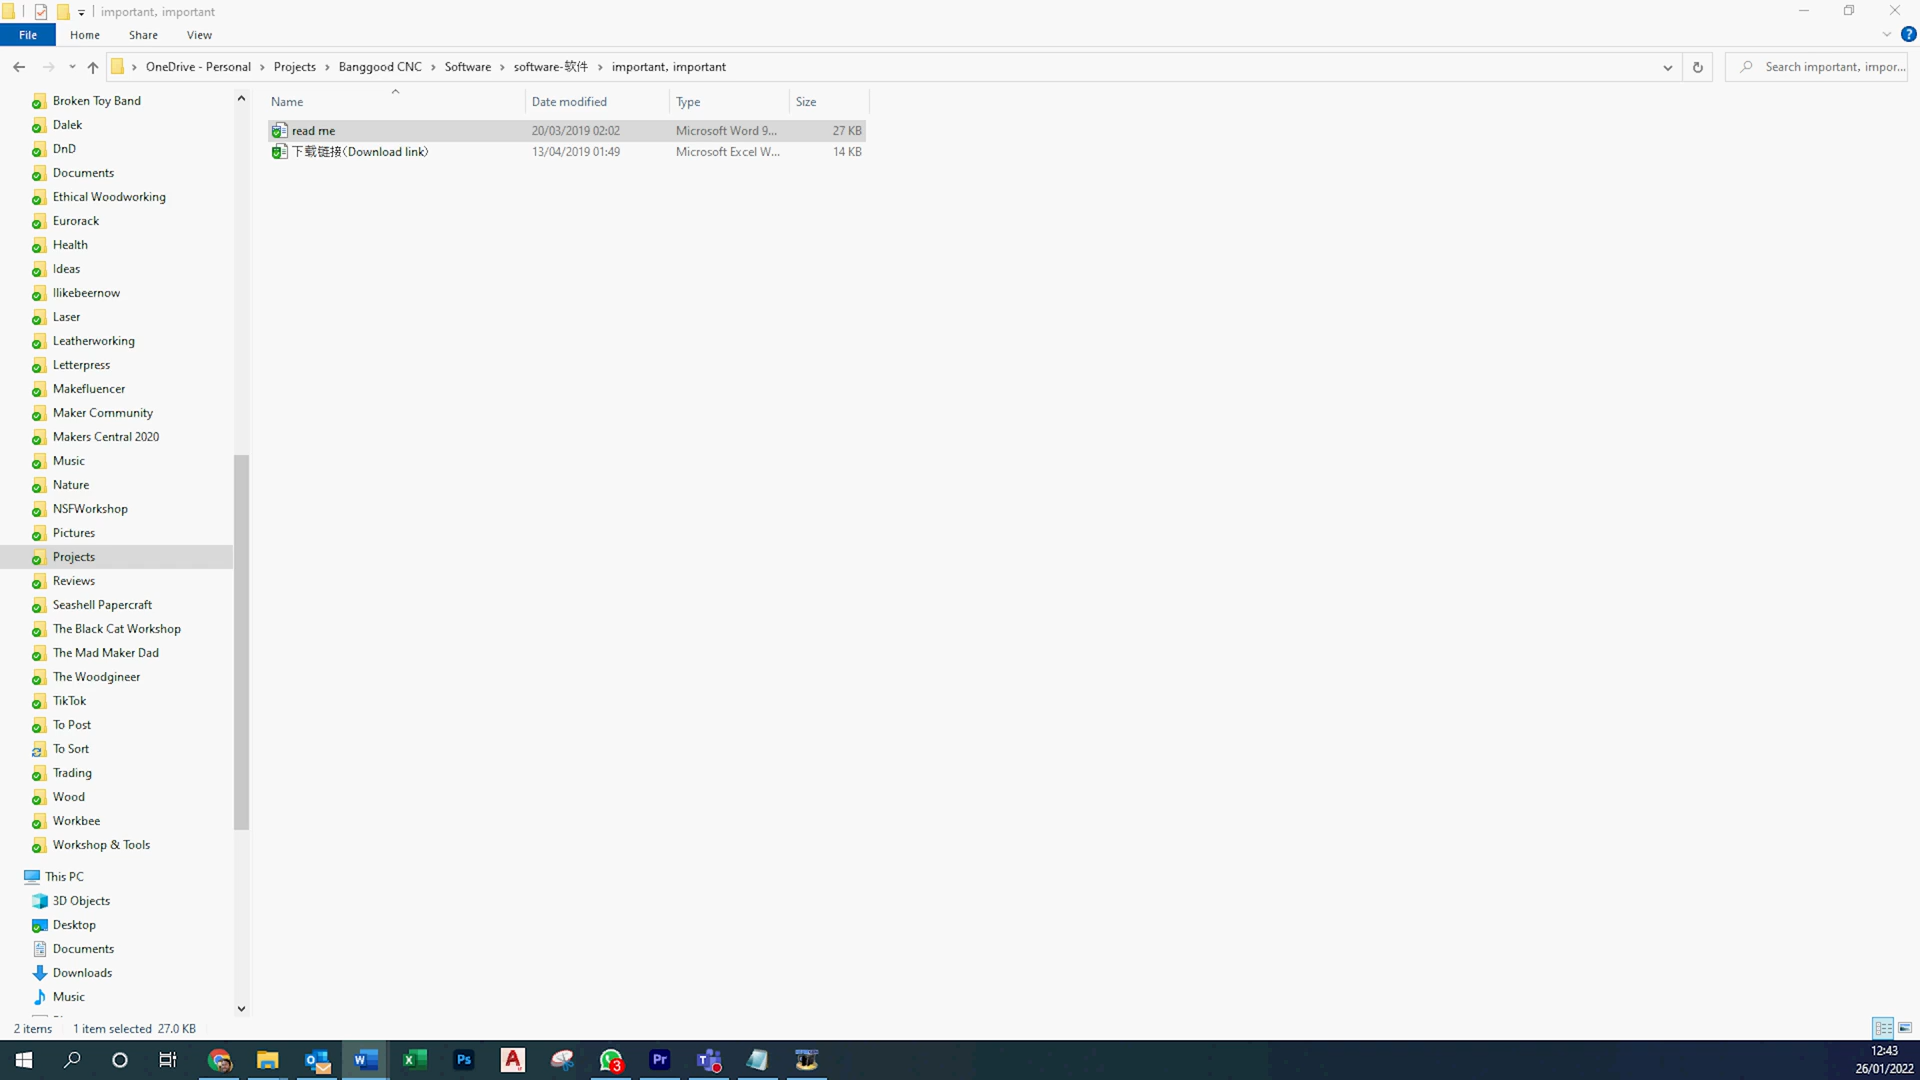 important, important
File Home Share View
OneDrive - Personal > Projects > Banggood CNC > Software > software-软件 > important, important
Search important, impor...
Name Date modified Type Size
read me 20/03/2019 02:02 Microsoft Word 9... 27 KB
下载链接(Download link) 13/04/2019 01:49 Microsoft Excel W... 14 KB
Broken Toy Band
Dalek
DnD
Documents
Ethical Woodworking
Eurorack
Health
Ideas
Ilikebeernow
Laser
Leatherworking
Letterpress
Makefluencer
Maker Community
Makers Central 2020
Music
Nature
NSFWorkshop
Pictures
Projects
Reviews
Seashell Papercraft
The Black Cat Workshop
The Mad Maker Dad
The Woodgineer
TikTok
To Post
To Sort
Trading
Wood
Workbee
Workshop & Tools
This PC
3D Objects
Desktop
Documents
Downloads
Music
2 items 1 item selected 27.0 KB
W X Ps A 3 Pr T
12:43
26/01/2022